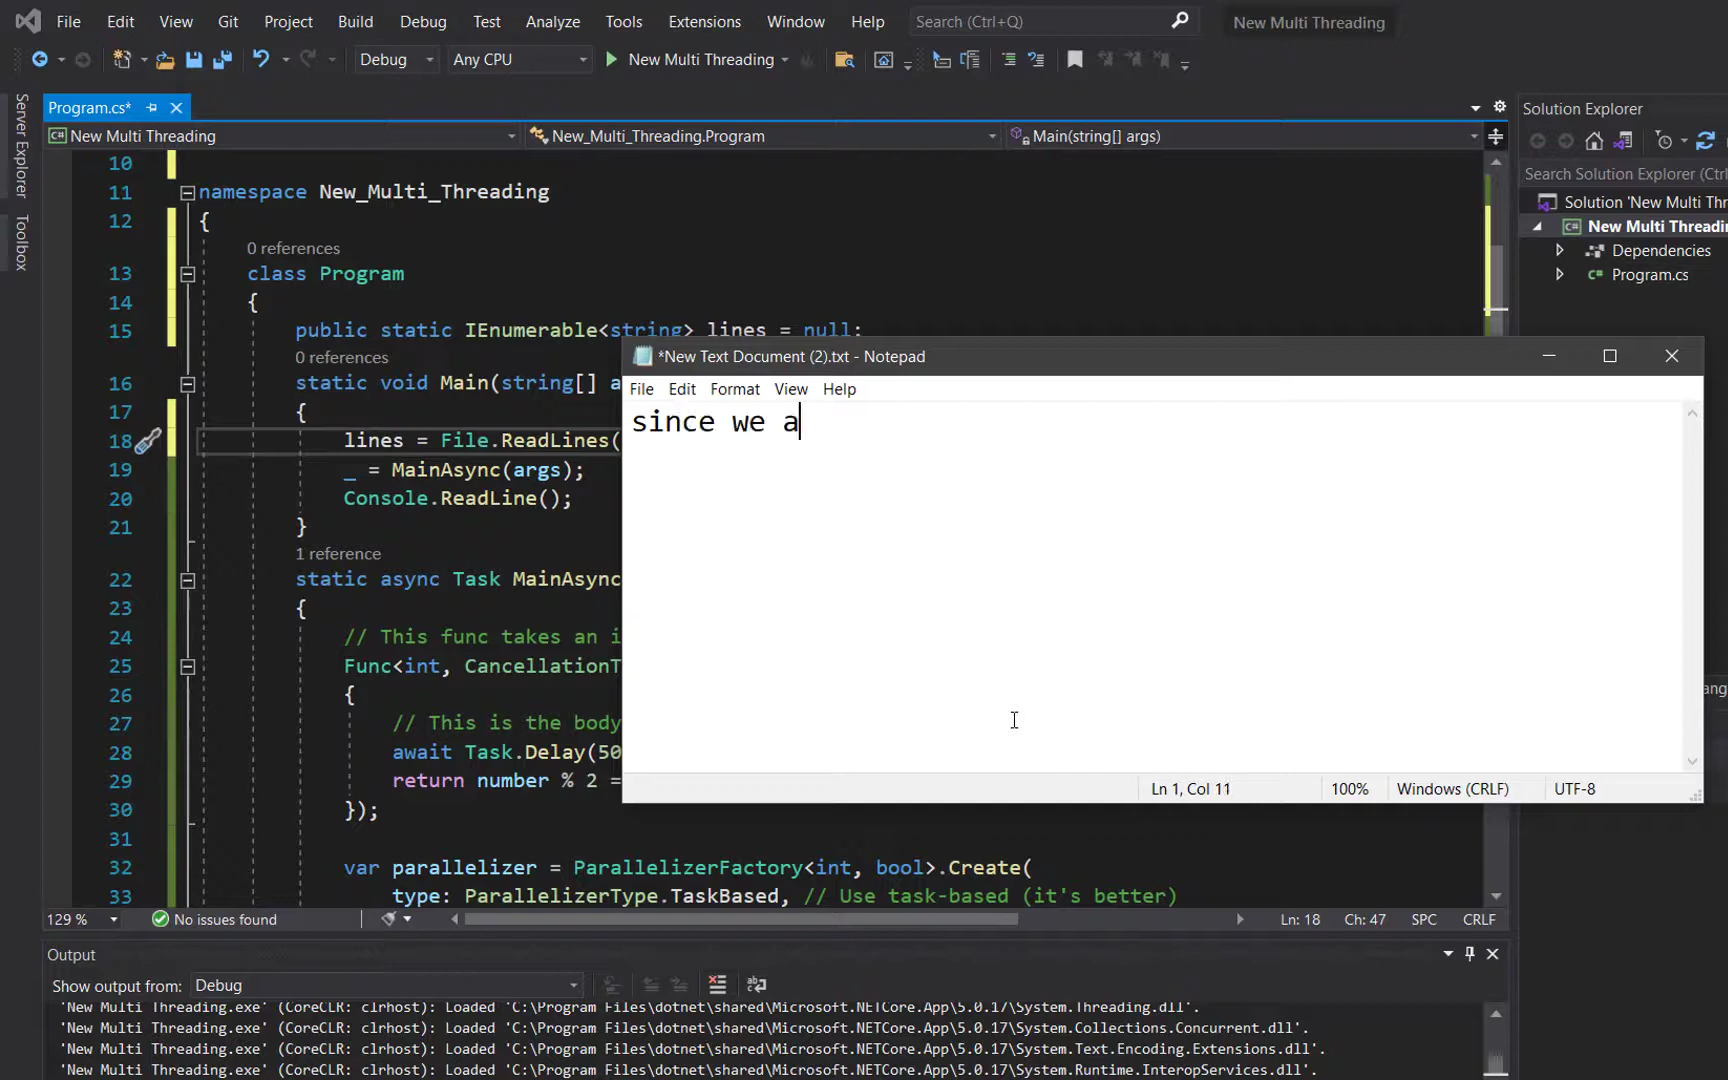 File Edit View Git Project Build Debug Test Analyze Tools Extensions Window Help Search (Ctrl+Q) New Multi Threading
Debug Any CPU New Multi Threading
Server Explorer
Toolbox
Program.cs*
New Multi Threading New_Multi_Threading.Program Main(string[] args)
10
11 namespace New_Multi_Threading
12 {
0 references
13 class Program
14 {
15 public static IEnumerable<string> lines = null;
0 references
16 static void Main(string[] a
17 {
18 lines = File.ReadLines(
19 _ = MainAsync(args);
20 Console.ReadLine();
21 }
1 reference
22 static async Task MainAsync
23 {
24 // This func takes an i
25 Func<int, CancellationT
26 {
27 // This is the body
28 await Task.Delay(50
29 return number % 2 =
30 });
31
32 var parallelizer = ParallelizerFactory<int, bool>.Create(
33 type: ParallelizerType.TaskBased, // Use task-based (it's better)
129 % No issues found Ln: 18 Ch: 47 SPC CRLF
*New Text Document (2).txt - Notepad
File Edit Format View Help
since we a
Ln 1, Col 11 100% Windows (CRLF) UTF-8
Solution Explorer
Search Solution Explorer (Ctrl
Solution 'New Multi Thr
New Multi Threadin
Dependencies
Program.cs
Output
Show output from: Debug
'New Multi Threading.exe' (CoreCLR: clrhost): Loaded 'C:\Program Files\dotnet\shared\Microsoft.NETCore.App\5.0.17\System.Threading.dll'.
'New Multi Threading.exe' (CoreCLR: clrhost): Loaded 'C:\Program Files\dotnet\shared\Microsoft.NETCore.App\5.0.17\System.Collections.Concurrent.dll'.
'New Multi Threading.exe' (CoreCLR: clrhost): Loaded 'C:\Program Files\dotnet\shared\Microsoft.NETCore.App\5.0.17\System.Text.Encoding.Extensions.dll'.
'New Multi Threading.exe' (CoreCLR: clrhost): Loaded 'C:\Program Files\dotnet\shared\Microsoft.NETCore.App\5.0.17\System.Runtime.InteropServices.dll'.